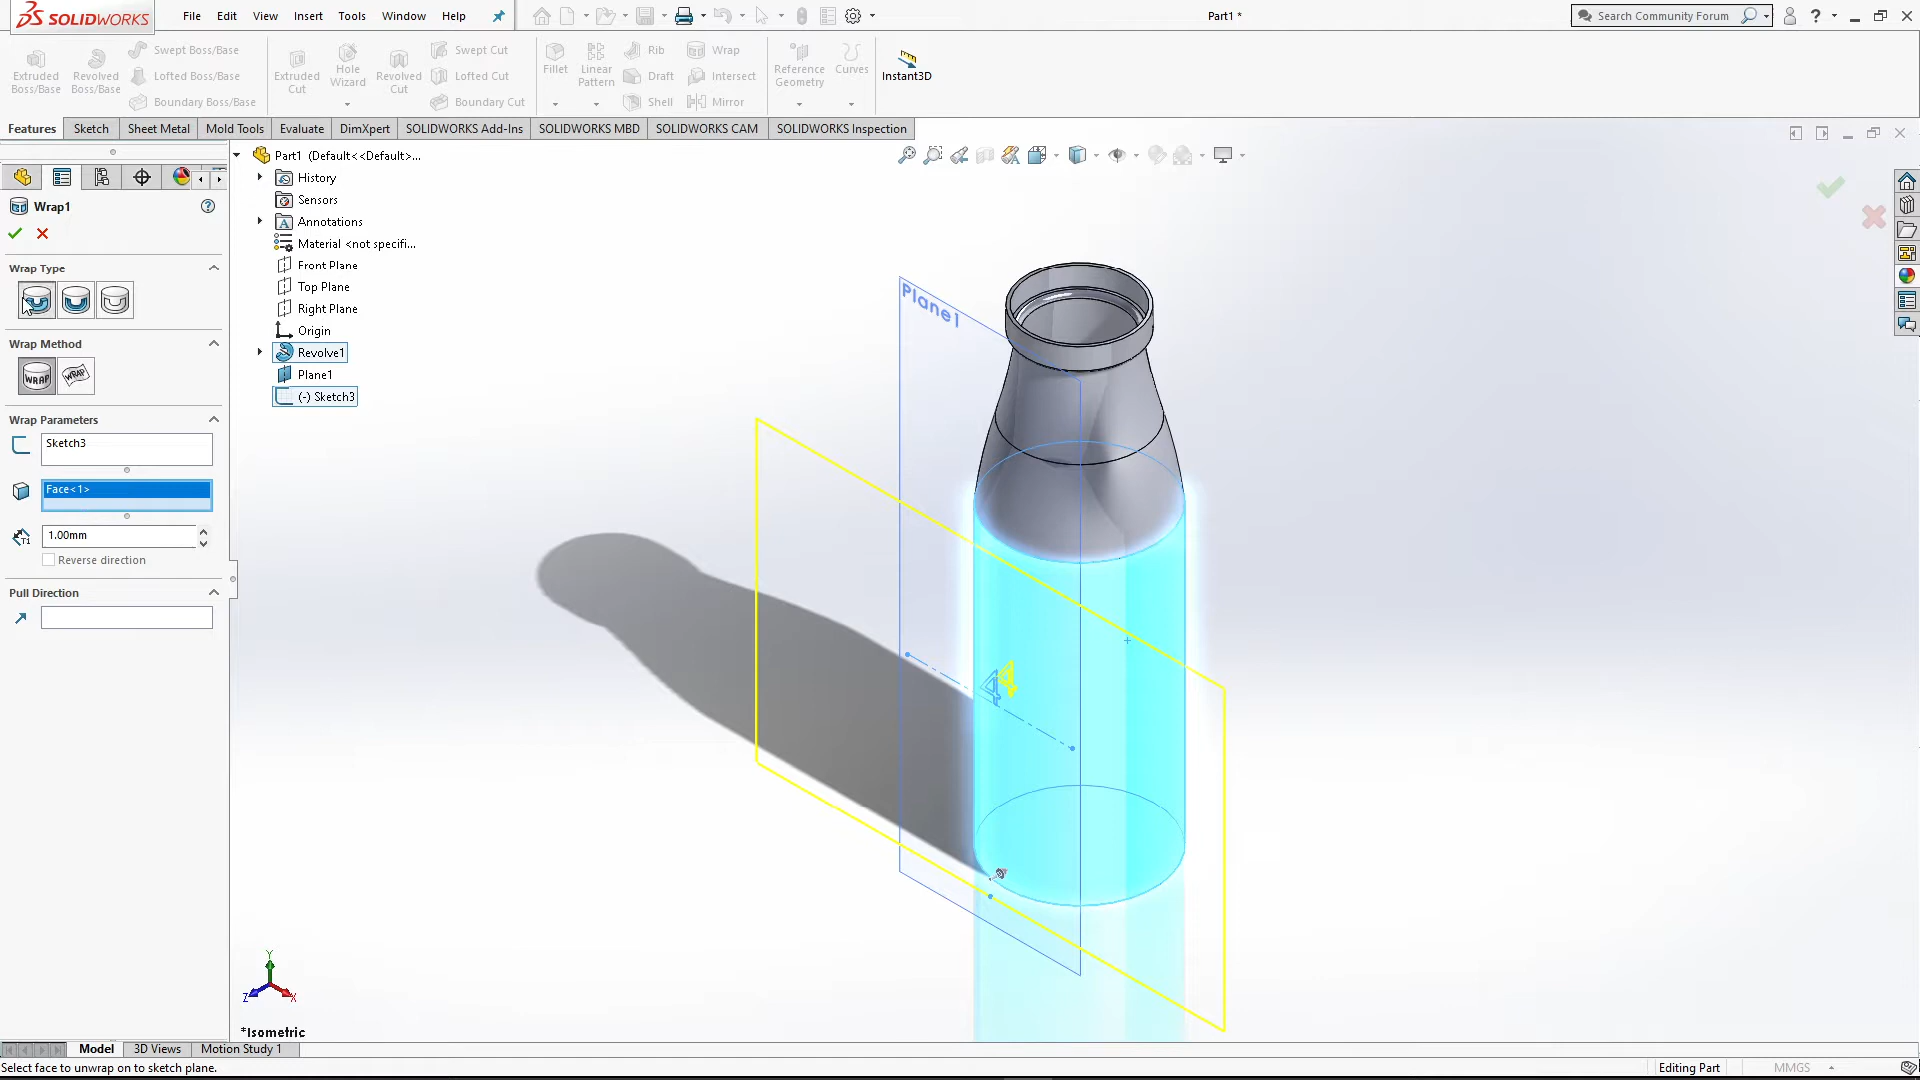 SOLIDWORKS
File Edit View Insert Tools Window Help
Part1 *
Search Community Forum
Extruded Boss/Base
Revolved Boss/Base
Swept Boss/Base
Lofted Boss/Base
Boundary Boss/Base
Extruded Cut
Hole Wizard
Revolved Cut
Swept Cut
Lofted Cut
Boundary Cut
Fillet
Linear Pattern
Rib
Draft
Shell
Wrap
Intersect
Mirror
Reference Geometry
Curves
Instant3D
Features Sketch Sheet Metal Mold Tools Evaluate DimXpert SOLIDWORKS Add-Ins SOLIDWORKS MBD SOLIDWORKS CAM SOLIDWORKS Inspection
Wrap1
Wrap Type
Wrap Method
WRAP
WRAP
Wrap Parameters
Sketch3
Face<1>
T1
1.00mm
Reverse direction
Pull Direction
Part1 (Default<<Default>...
History
Sensors
Annotations
Material <not specifi...
Front Plane
Top Plane
Right Plane
Origin
Revolve1
Plane1
(-) Sketch3
Plane1
4
4
Y
Z
X
*Isometric
Model 3D Views Motion Study 1
Select face to unwrap on to sketch plane.
Editing Part
MMGS